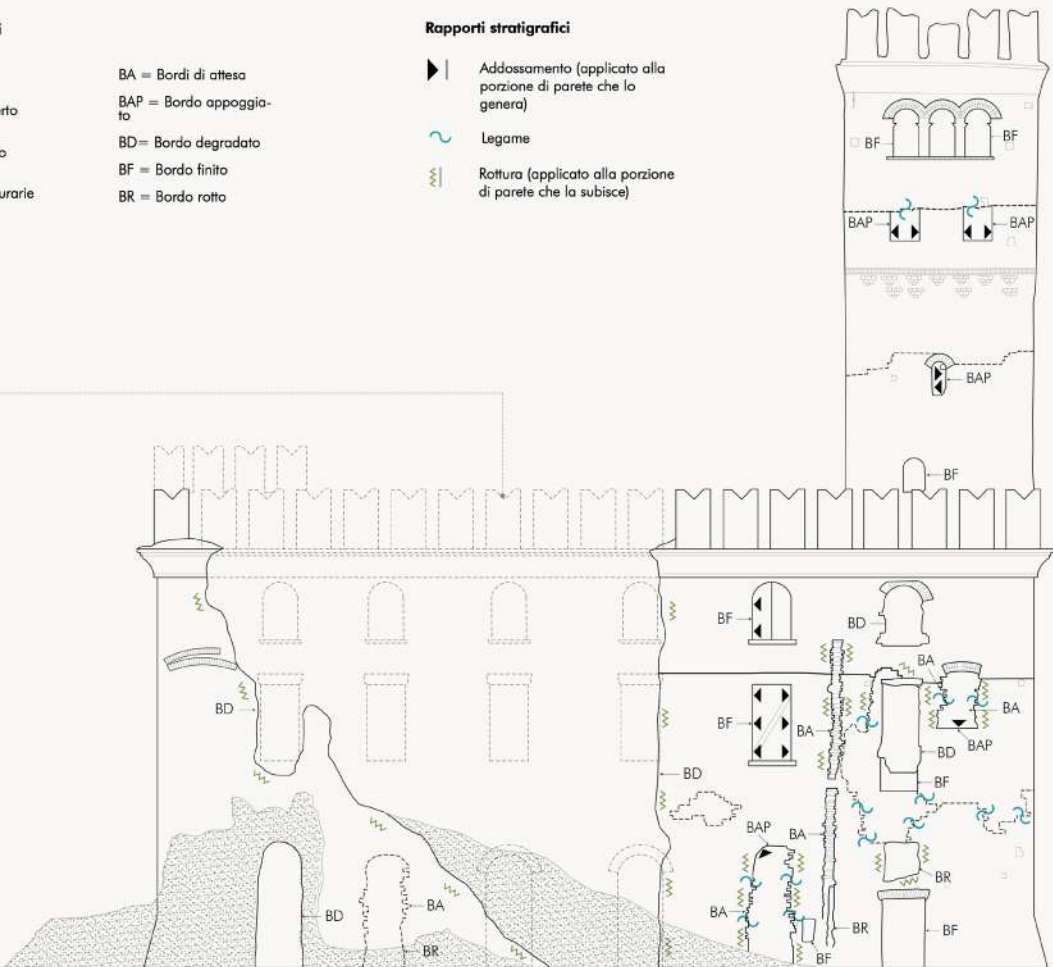 BA = Bordi di attesa
BAP = Bordo appoggia-
to
BD= Bordo degradato
BF = Bordo finito
BR = Bordo rotto
Rapporti stratigrafici
Addossamento (applicato alla
porzione di parete che lo
genera)
Legame
Rottura (applicato alla porzione
di parete che la subisce)
BF
BF
BAP
BAP
BAP
BF
BF
BD
BA
BD
BF
BA
BA
BAP
BD
BD
BF
BAP
BA
BR
BA
BA
BD
BR
BF
BR
BF